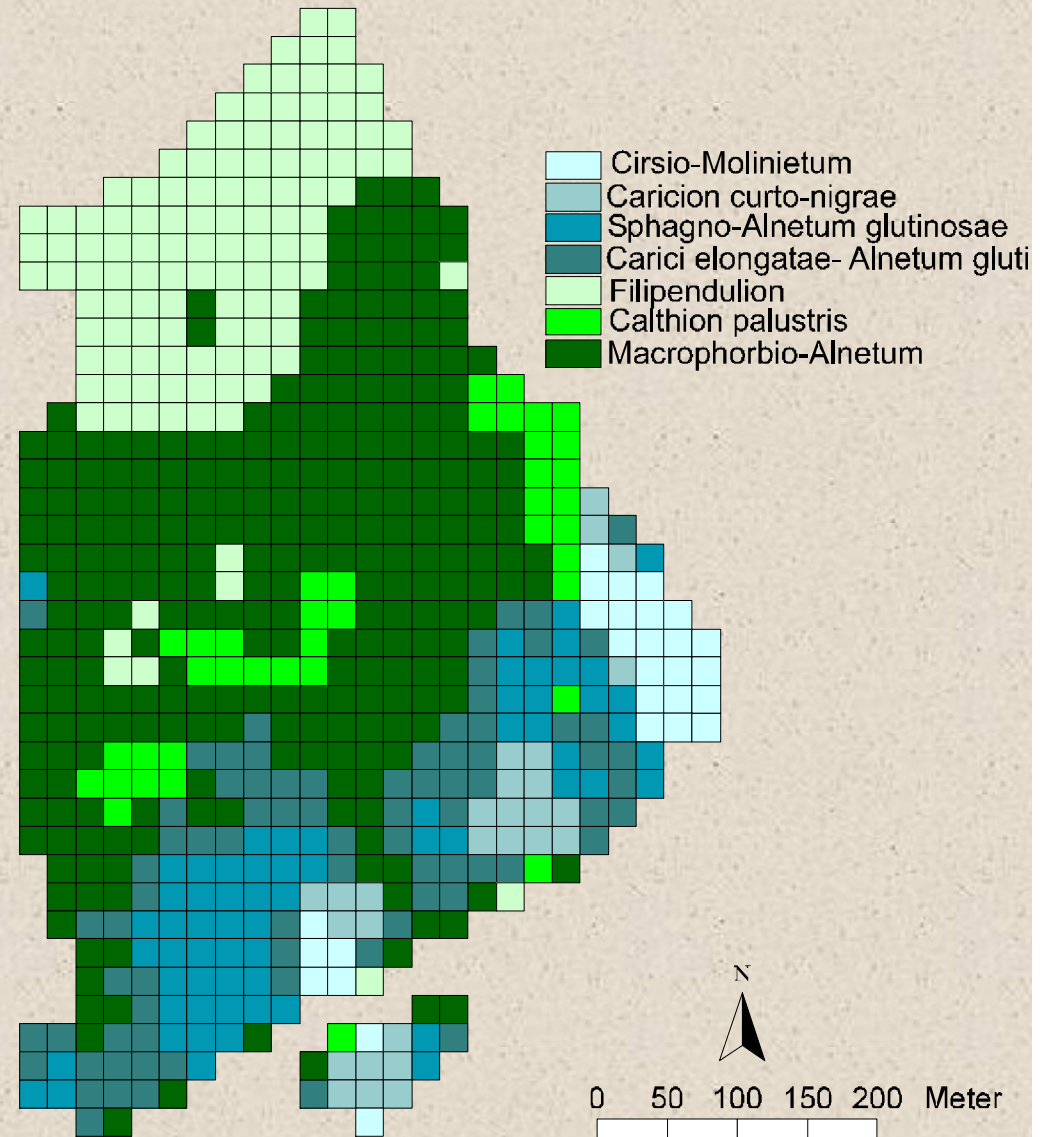 Cirsio-Molinietum
Caricion curto-nigrae
Sphagno-Alnetum glutinosae
Carici elongatae- Alnetum gluti
Filipendulion
Calthion palustris
Macrophorbio-Alnetum
N
0 50 100 150 200 Meter